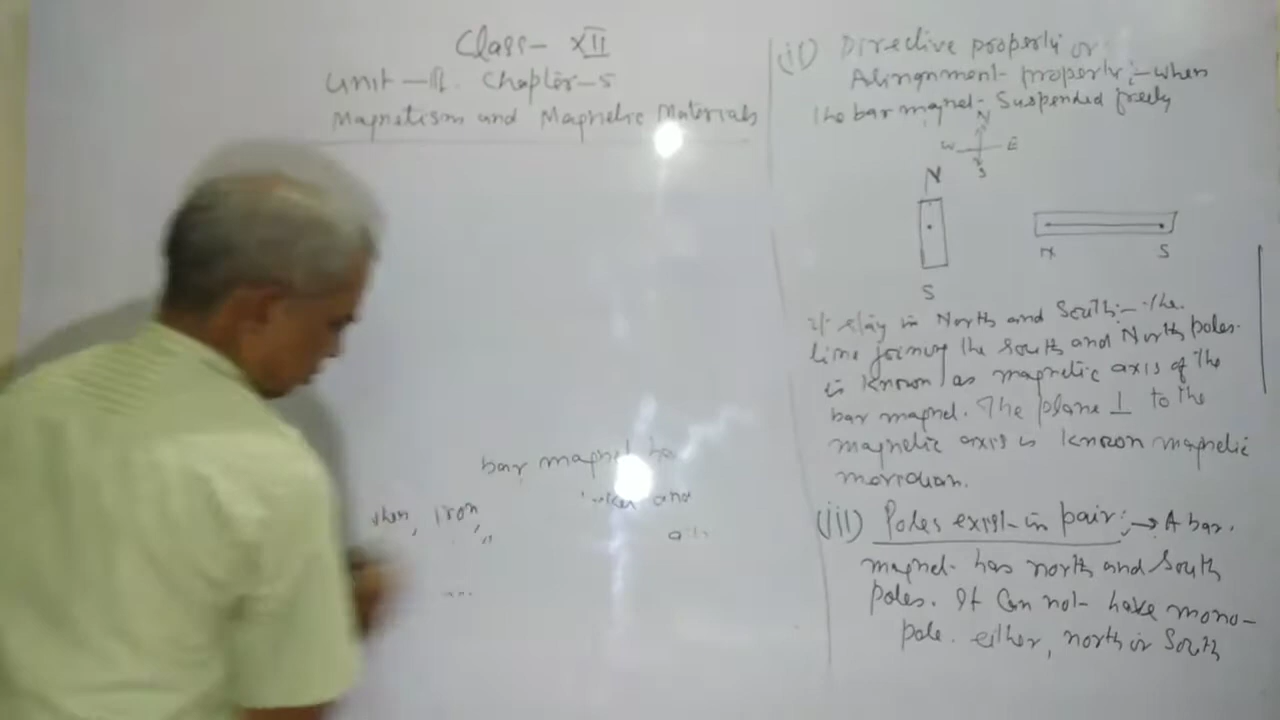 Class- XII
Unit-II. Chapter-5
Magnetism and Magnetic Materials
bar magnet ha
and
Iron,
(ii) Directive property or
Alingnment- property:- when
the bar magnet- suspended freely
N
W E
S
N
S
N S
It stay in North and South:- The
line joining the south and North poles.
is known as magnetic axis of the
bar magnet. The plane ⊥ to the
magnetic axis is known magnetic
meridian.
(iii) Poles exist- in pair:→ A bar.
magnet- has north and south
poles. It can not- have mono-
pole. either, north or South